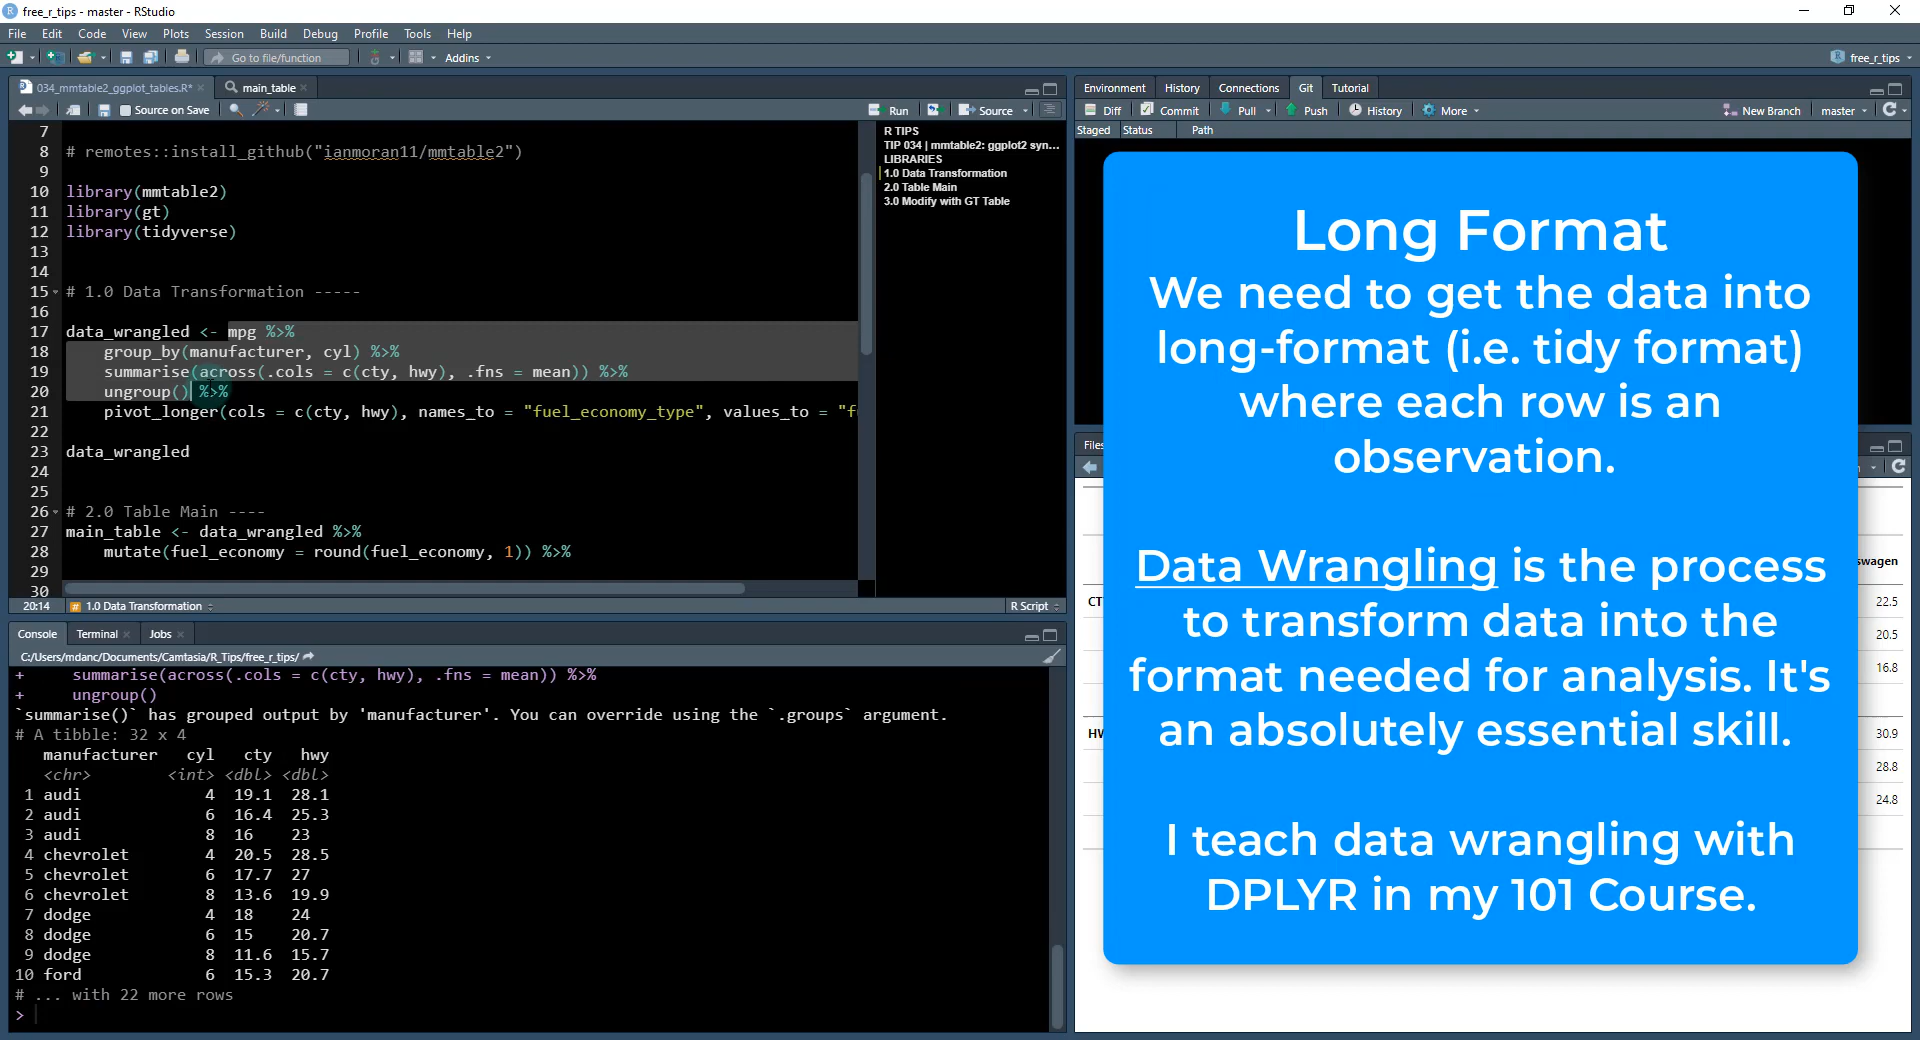 free_r_tips - master - RStudio
File Edit Code View Plots Session Build Debug Profile Tools Help
Go to file/function Addins free_r_tips
034_mmtable2_ggplot_tables.R* main_table
Source on Save Run Source
7
8 # remotes::install_github("ianmoran11/mmtable2")
9
10 library(mmtable2)
11 library(gt)
12 library(tidyverse)
13
14
15 # 1.0 Data Transformation -----
16
17 data_wrangled <- mpg %>%
18 group_by(manufacturer, cyl) %>%
19 summarise(across(.cols = c(cty, hwy), .fns = mean)) %>%
20 ungroup() %>%
21 pivot_longer(cols = c(cty, hwy), names_to = "fuel_economy_type", values_to = "f
22
23 data_wrangled
24
25
26 # 2.0 Table Main ----
27 main_table <- data_wrangled %>%
28 mutate(fuel_economy = round(fuel_economy, 1)) %>%
29
30
20:14 # 1.0 Data Transformation R Script
R TIPS
TIP 034 | mmtable2: ggplot2 syn...
LIBRARIES
1.0 Data Transformation
2.0 Table Main
3.0 Modify with GT Table
Console Terminal Jobs
C:/Users/mdanc/Documents/Camtasia/R_Tips/free_r_tips/
+ summarise(across(.cols = c(cty, hwy), .fns = mean)) %>%
+ ungroup()
`summarise()` has grouped output by 'manufacturer'. You can override using the `.groups` argument.
# A tibble: 32 x 4
manufacturer cyl cty hwy
<chr> <int> <dbl> <dbl>
1 audi 4 19.1 28.1
2 audi 6 16.4 25.3
3 audi 8 16 23
4 chevrolet 4 20.5 28.5
5 chevrolet 6 17.7 27
6 chevrolet 8 13.6 19.9
7 dodge 4 18 24
8 dodge 6 15 20.7
9 dodge 8 11.6 15.7
10 ford 6 15.3 20.7
# ... with 22 more rows
>
Environment History Connections Git Tutorial
Diff Commit Pull Push History More New Branch master
Staged Status Path
Long Format
We need to get the data into
long-format (i.e. tidy format)
where each row is an
observation.
Data Wrangling is the process
to transform data into the
format needed for analysis. It's
an absolutely essential skill.
I teach data wrangling with
DPLYR in my 101 Course.
Files
swagen
CT 22.5
20.5
16.8
HW 30.9
28.8
24.8